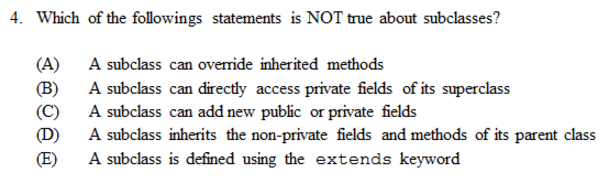 4. Which of the followings statements is NOT true about subclasses?
(A) A subclass can override inherited methods
(B) A subclass can directly access private fields of its superclass
(C) A subclass can add new public or private fields
(D) A subclass inherits the non-private fields and methods of its parent class
(E) A subclass is defined using the extends keyword